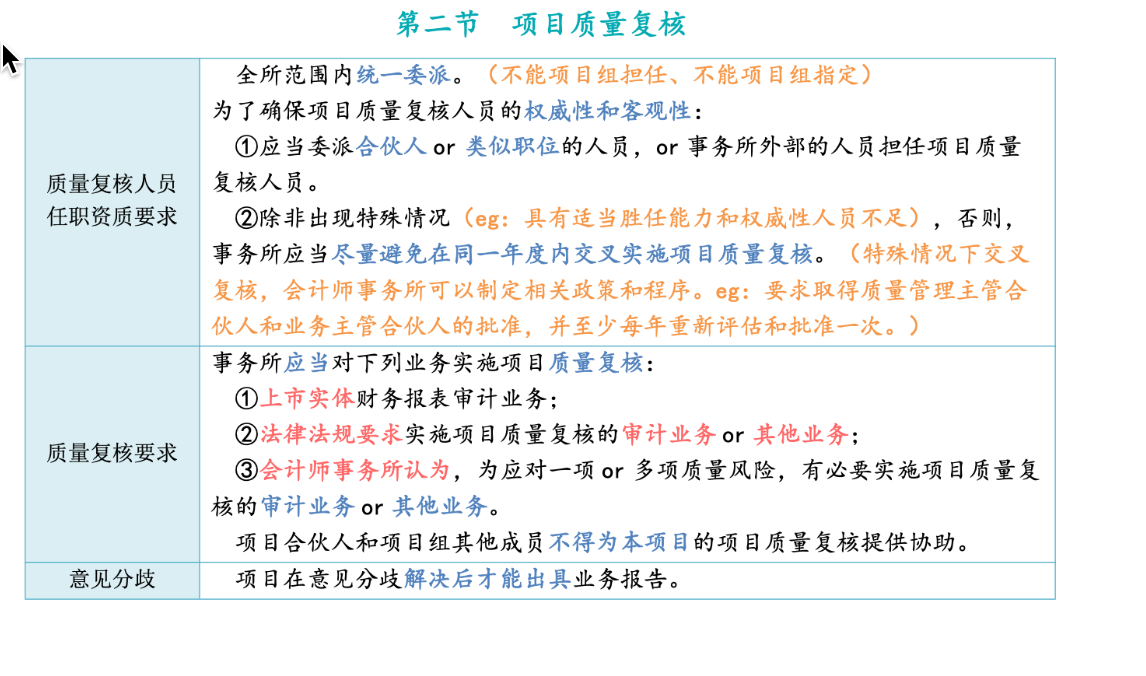 第二节 项目质量复核
质量复核人员
任职资质要求
全所范围内统一委派。（不能项目组担任、不能项目组指定）
为了确保项目质量复核人员的权威性和客观性：
①应当委派合伙人 or 类似职位的人员，or 事务所外部的人员担任项目质量
复核人员。
②除非出现特殊情况（eg：具有适当胜任能力和权威性人员不足），否则，
事务所应当尽量避免在同一年度内交叉实施项目质量复核。（特殊情况下交叉
复核，会计师事务所可以制定相关政策和程序。eg：要求取得质量管理主管合
伙人和业务主管合伙人的批准，并至少每年重新评估和批准一次。）
质量复核要求
事务所应当对下列业务实施项目质量复核：
①上市实体财务报表审计业务；
②法律法规要求实施项目质量复核的审计业务 or 其他业务；
③会计师事务所认为，为应对一项 or 多项质量风险，有必要实施项目质量复
核的审计业务 or 其他业务。
项目合伙人和项目组其他成员不得为本项目的项目质量复核提供协助。
意见分歧
项目在意见分歧解决后才能出具业务报告。